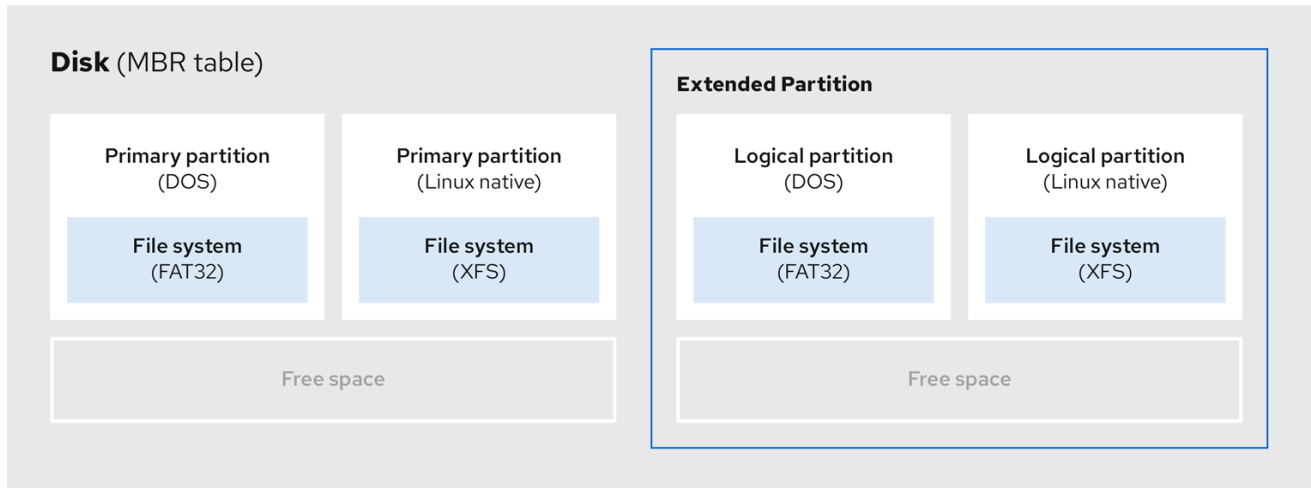 Disk (MBR table)
Primary partition
(DOS)
File system
(FAT32)
Primary partition
(Linux native)
File system
(XFS)
Free space
Extended Partition
Logical partition
(DOS)
File system
(FAT32)
Logical partition
(Linux native)
File system
(XFS)
Free space